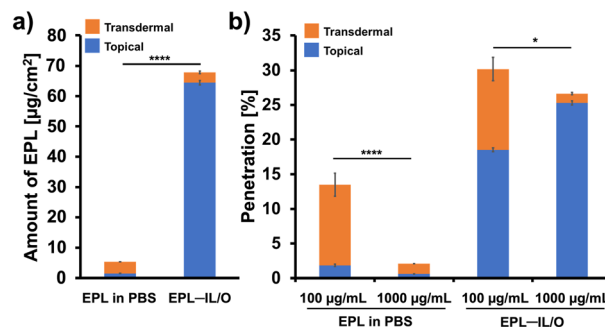 a)
Transdermal
Topical
****
Amount of EPL [µg/cm²]
80
70
60
50
40
30
20
10
0
EPL in PBS
EPL—IL/O
b)
Transdermal
Topical
*
****
Penetration [%]
35
30
25
20
15
10
5
0
100 µg/mL
1000 µg/mL
100 µg/mL
1000 µg/mL
EPL in PBS
EPL—IL/O